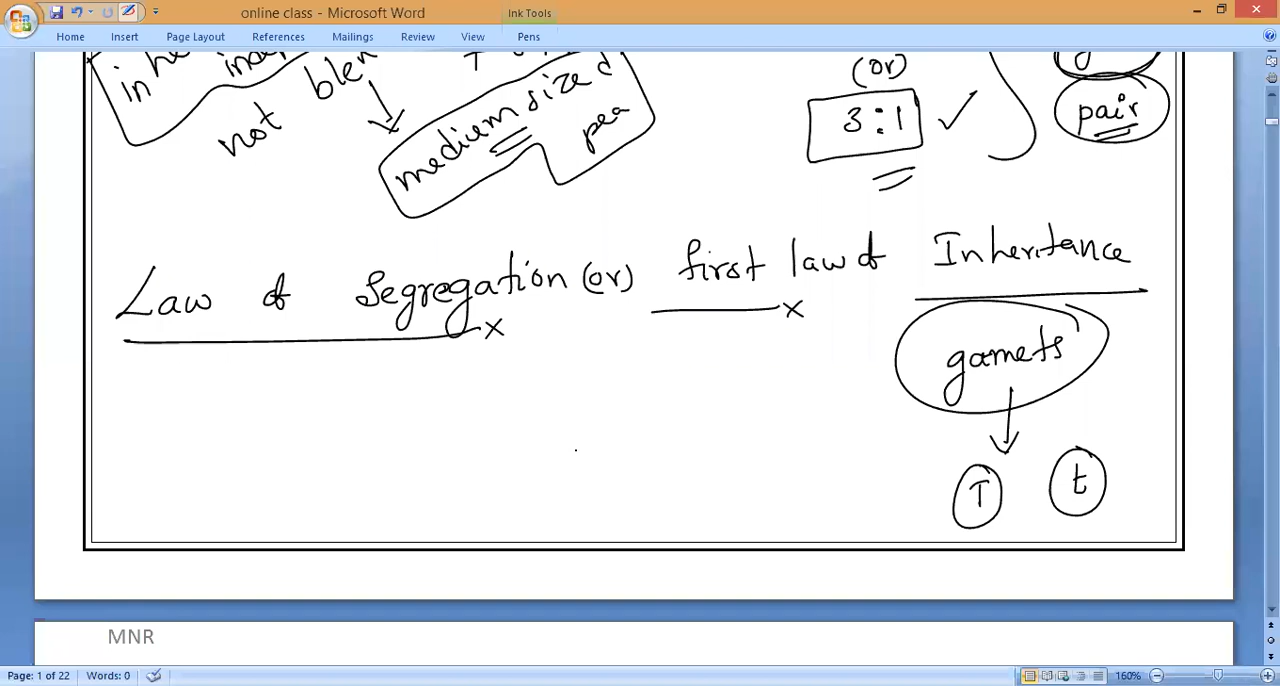 online class - Microsoft Word
Ink Tools
Home Insert Page Layout References Mailings Review View Pens
not
medium sized
pea
(or)
3:1
pair
Law of Segregation (or) first law of Inheritance
gamets
T t
MNR
Page: 1 of 22 Words: 0 160%